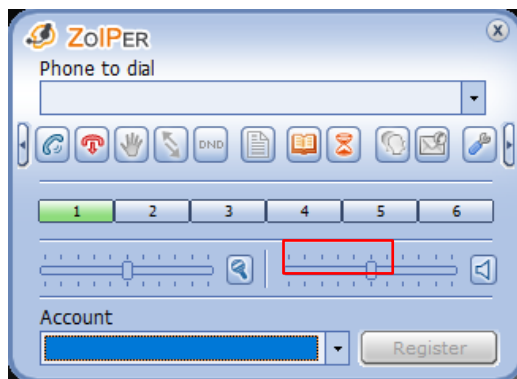 ZOIPER
Phone to dial
DND
1 2 3 4 5 6
Account
Register